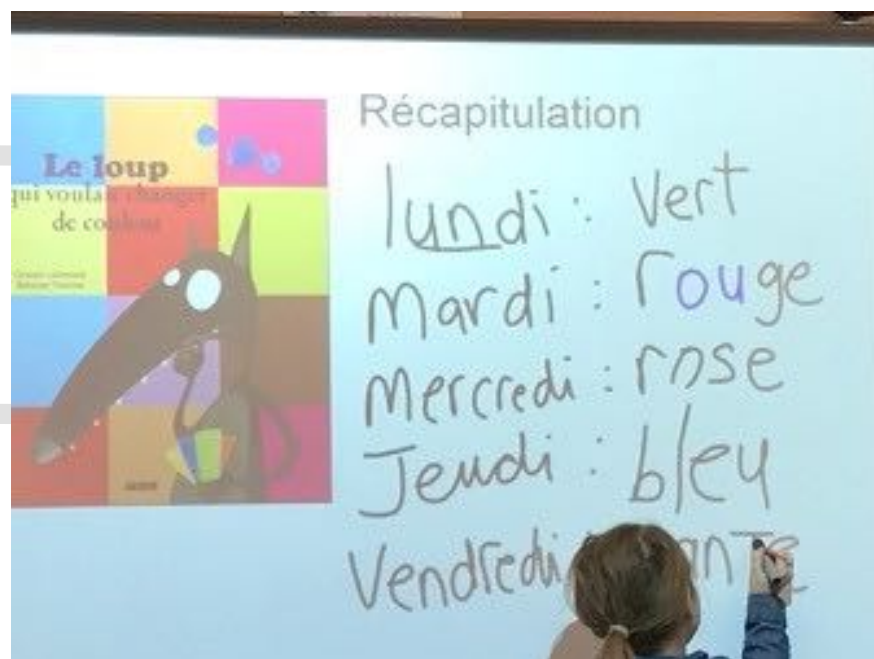 Le loup
qui voulait changer
de couleur
Récapitulation
lundi : vert
Mardi : rouge
Mercredi : rose
Jeudi : bleu
Vendredi